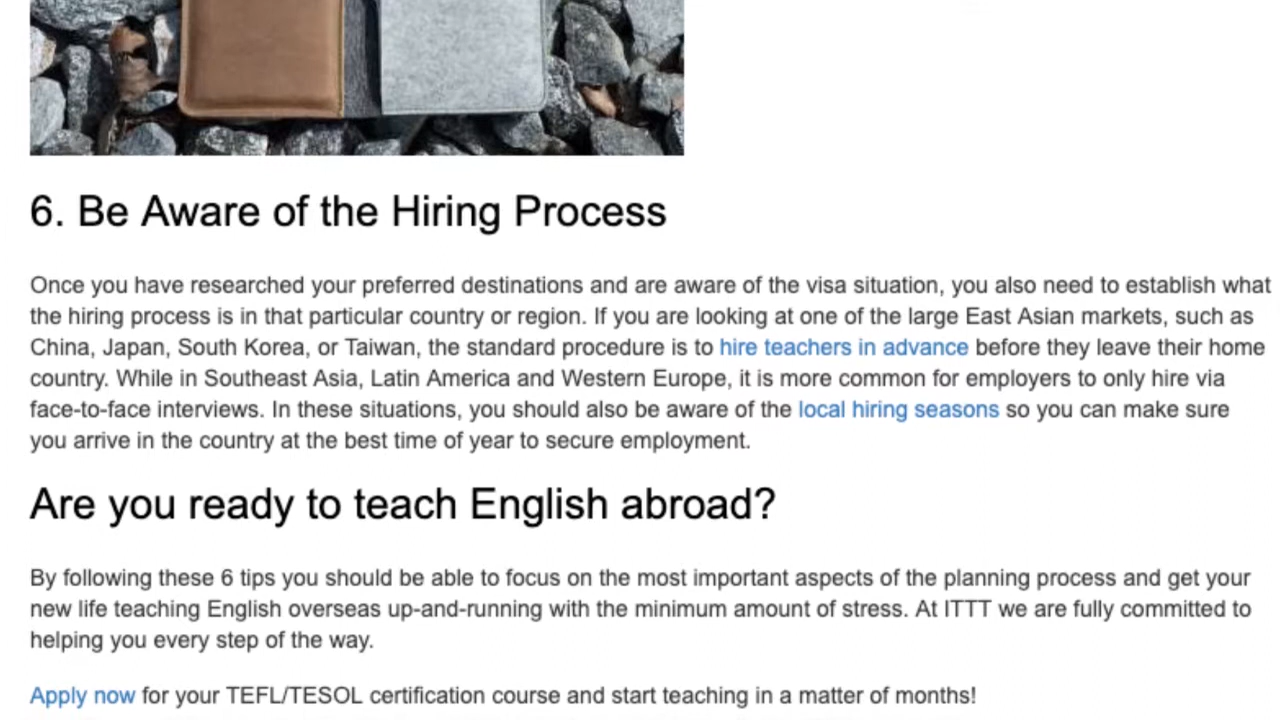 6. Be Aware of the Hiring Process
Once you have researched your preferred destinations and are aware of the visa situation, you also need to establish what
the hiring process is in that particular country or region. If you are looking at one of the large East Asian markets, such as
China, Japan, South Korea, or Taiwan, the standard procedure is to hire teachers in advance before they leave their home
country. While in Southeast Asia, Latin America and Western Europe, it is more common for employers to only hire via
face-to-face interviews. In these situations, you should also be aware of the local hiring seasons so you can make sure
you arrive in the country at the best time of year to secure employment.
Are you ready to teach English abroad?
By following these 6 tips you should be able to focus on the most important aspects of the planning process and get your
new life teaching English overseas up-and-running with the minimum amount of stress. At ITTT we are fully committed to
helping you every step of the way.
Apply now for your TEFL/TESOL certification course and start teaching in a matter of months!